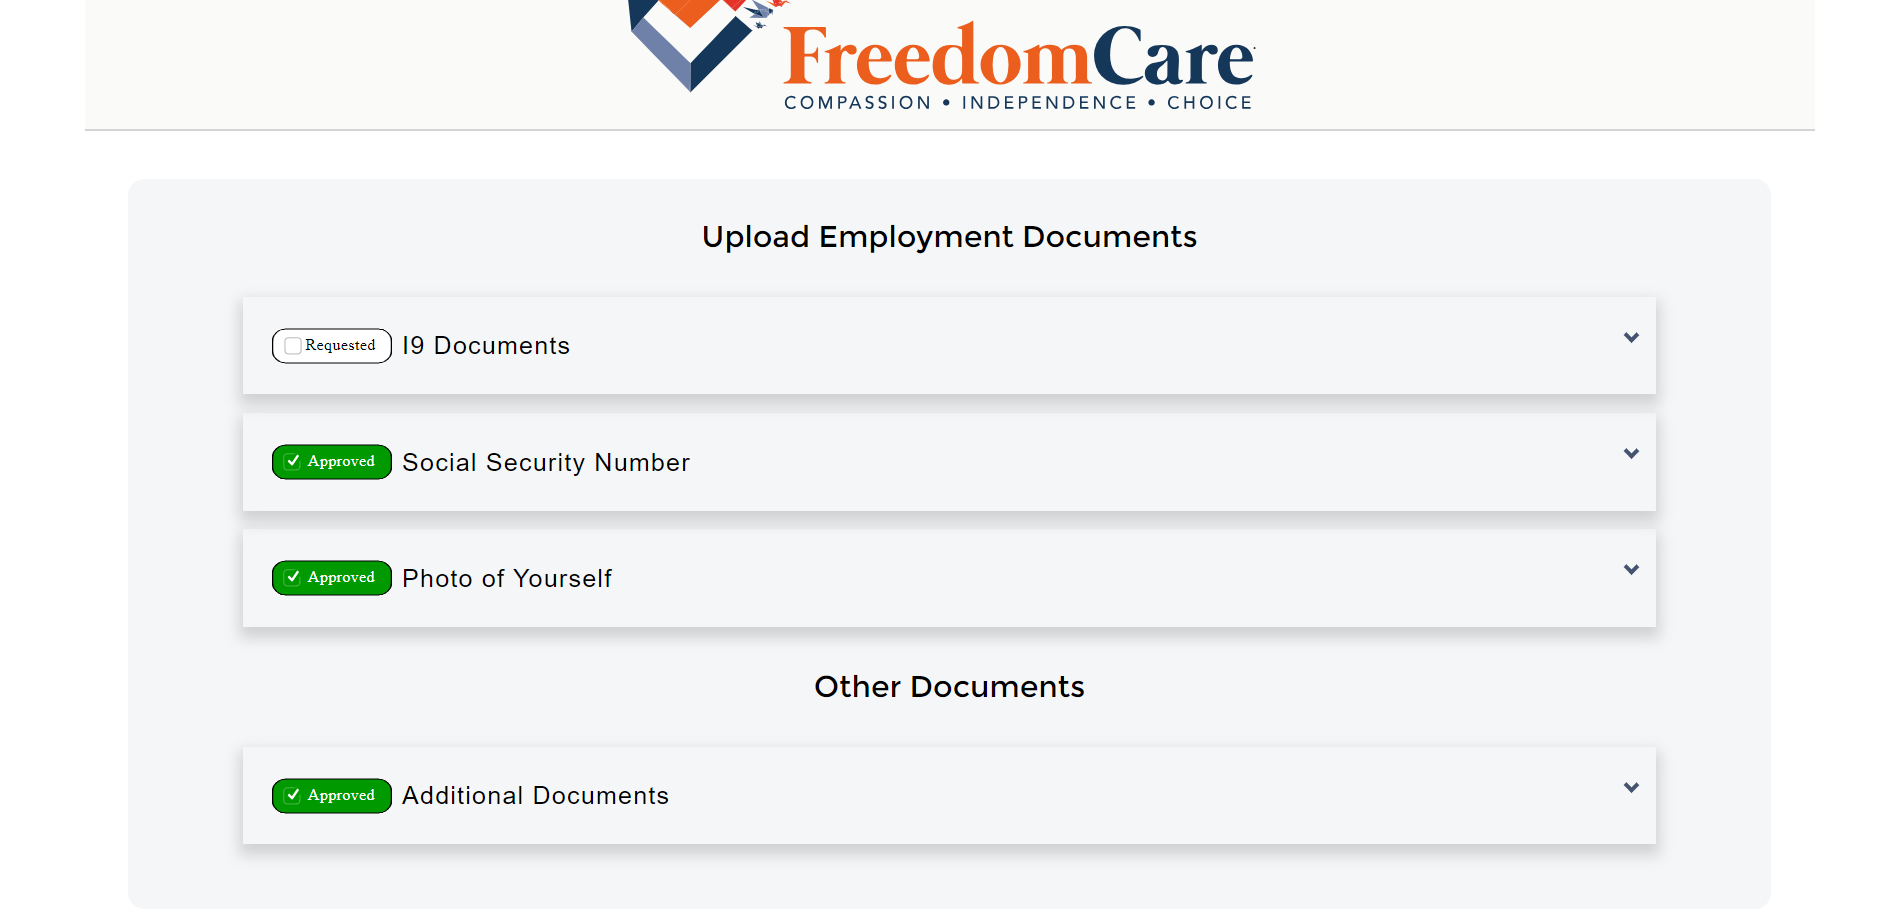 FreedomCare
COMPASSION • INDEPENDENCE • CHOICE
Upload Employment Documents
Requested I9 Documents
Approved Social Security Number
Approved Photo of Yourself
Other Documents
Approved Additional Documents